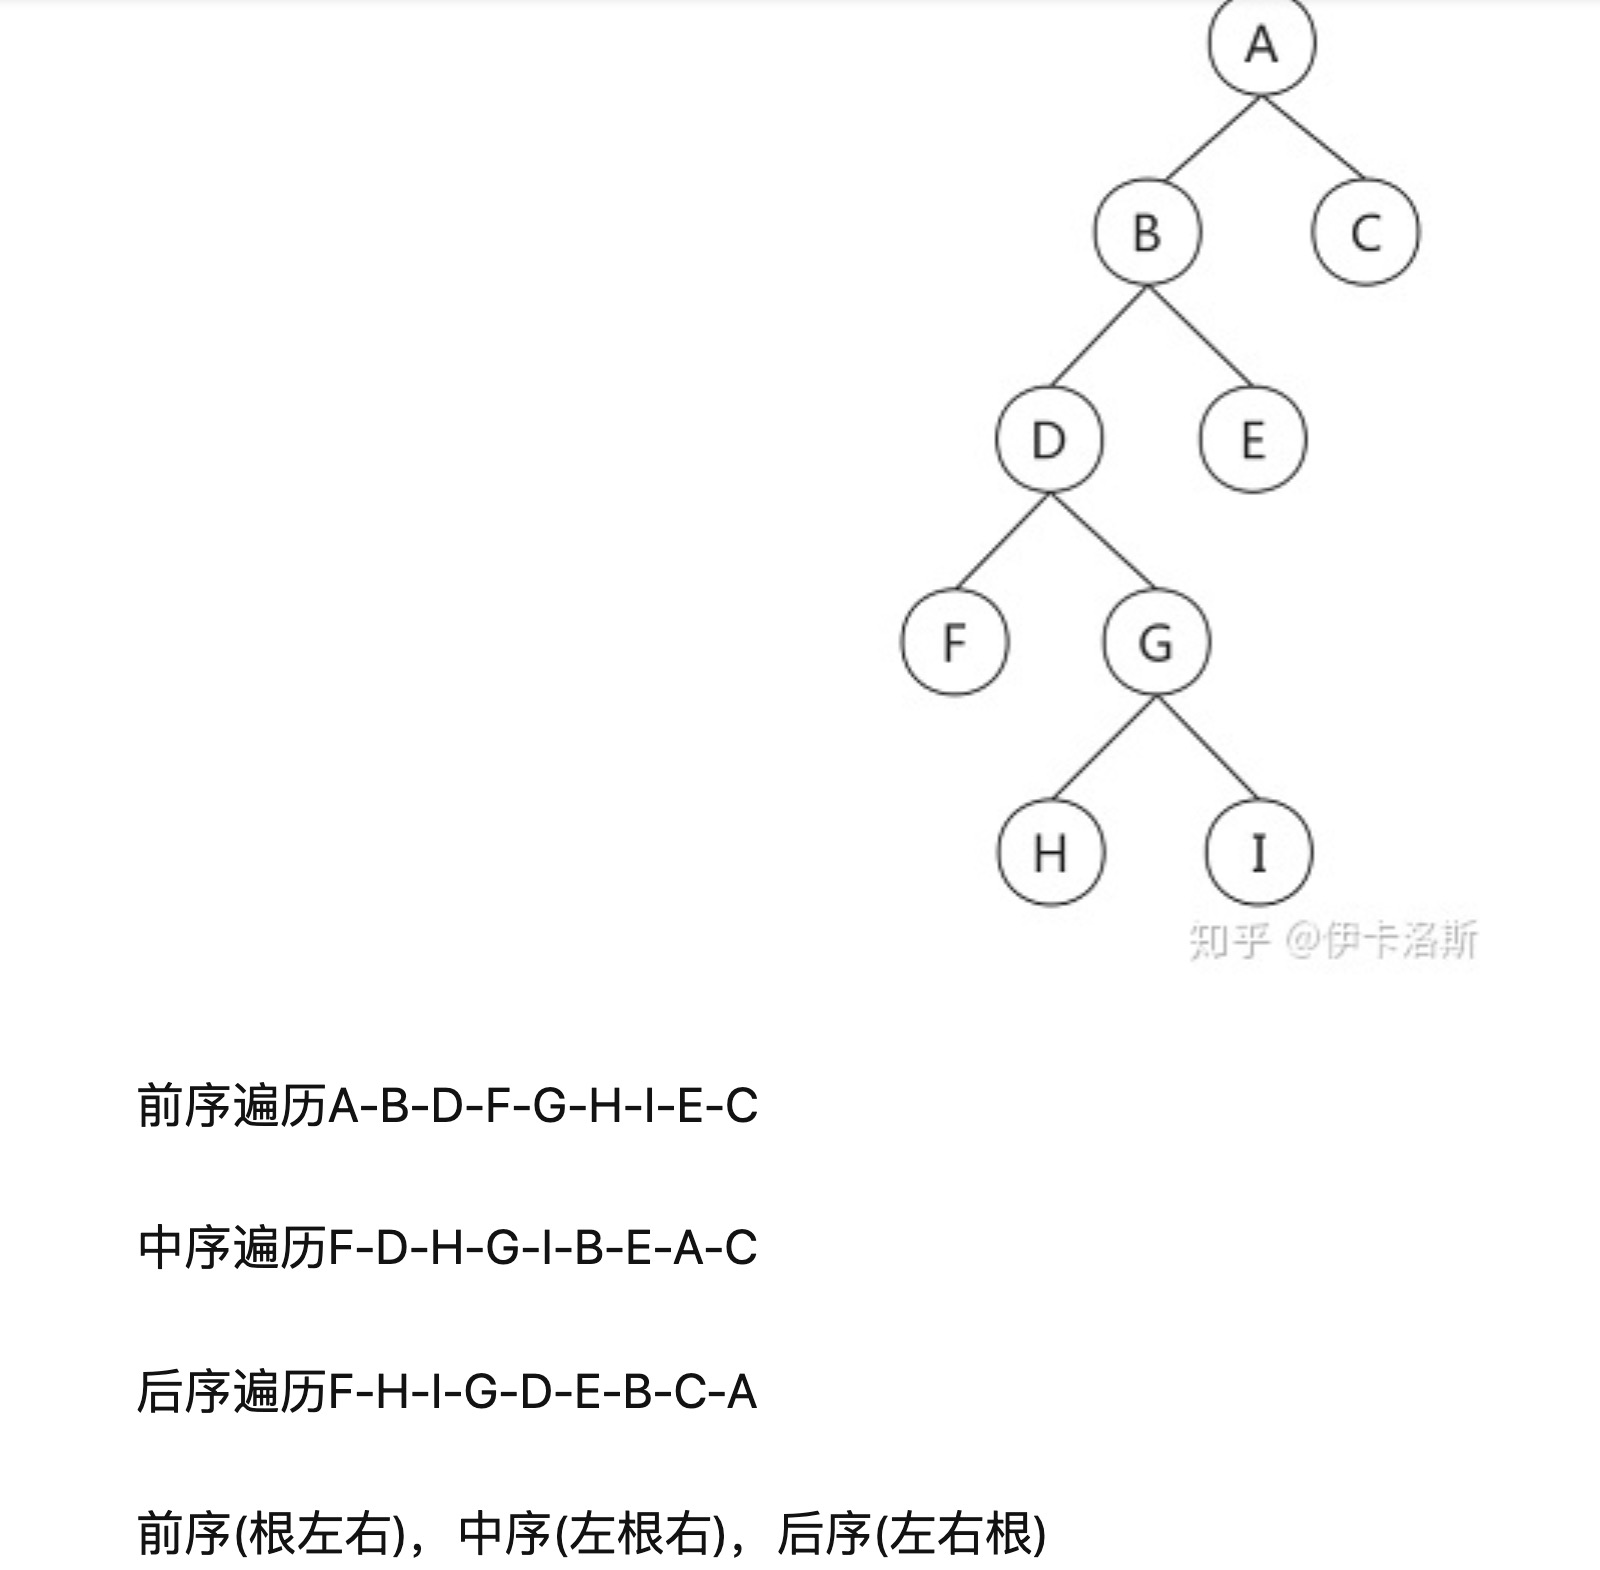 A
B
C
D
E
F
G
H
I
知乎 @伊卡洛斯
前序遍历A-B-D-F-G-H-I-E-C
中序遍历F-D-H-G-I-B-E-A-C
后序遍历F-H-I-G-D-E-B-C-A
前序(根左右)，中序(左根右)，后序(左右根)